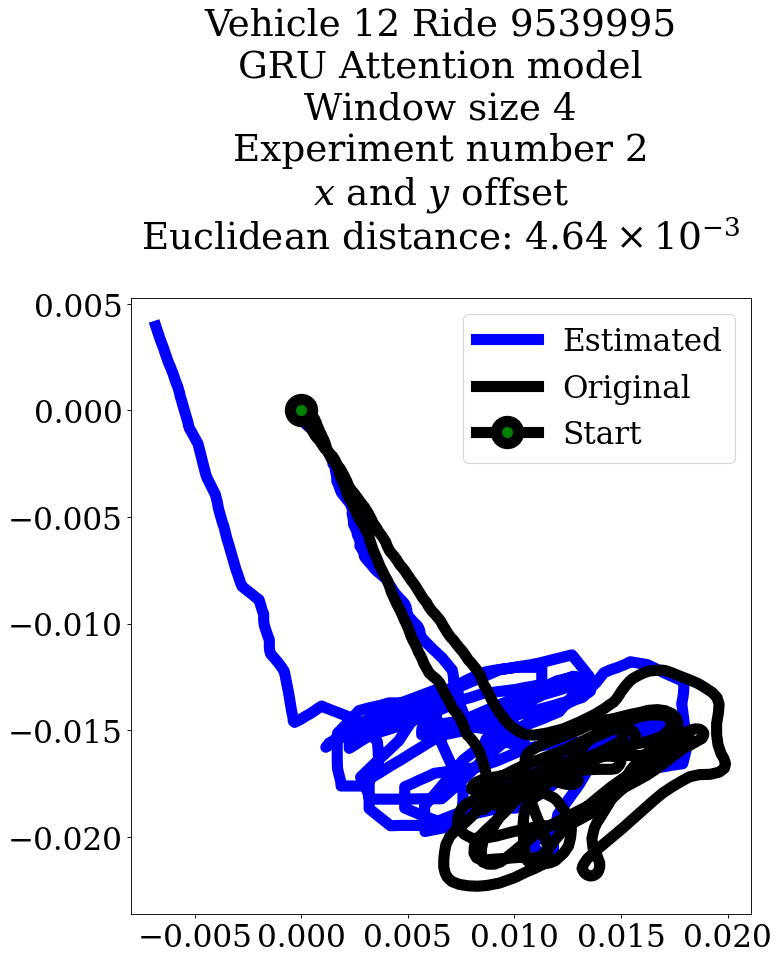 Vehicle 12 Ride 9539995
GRU Attention model
Window size 4
Experiment number 2
x and y offset
Euclidean distance: 4.64 × 10⁻³
Estimated
Original
Start
0.005
0.000
−0.005
−0.010
−0.015
−0.020
−0.005 0.000 0.005 0.010 0.015 0.020